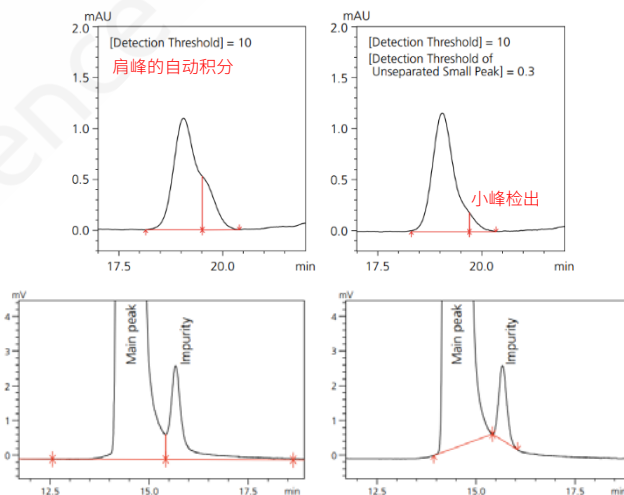 mAU
2.0
[Detection Threshold] = 10
肩峰的自动积分
1.5
1.0
0.5
0.0
17.5 20.0 min
mAU
2.0
[Detection Threshold] = 10
[Detection Threshold of
Unseparated Small Peak] = 0.3
1.5
1.0
小峰检出
0.5
0.0
17.5 20.0 min
mV
4
3
2
1
0
Main peak
Impurity
12.5 15.0 17.5 min
mV
4
3
2
1
0
Main peak
Impurity
12.5 15.0 17.5 min